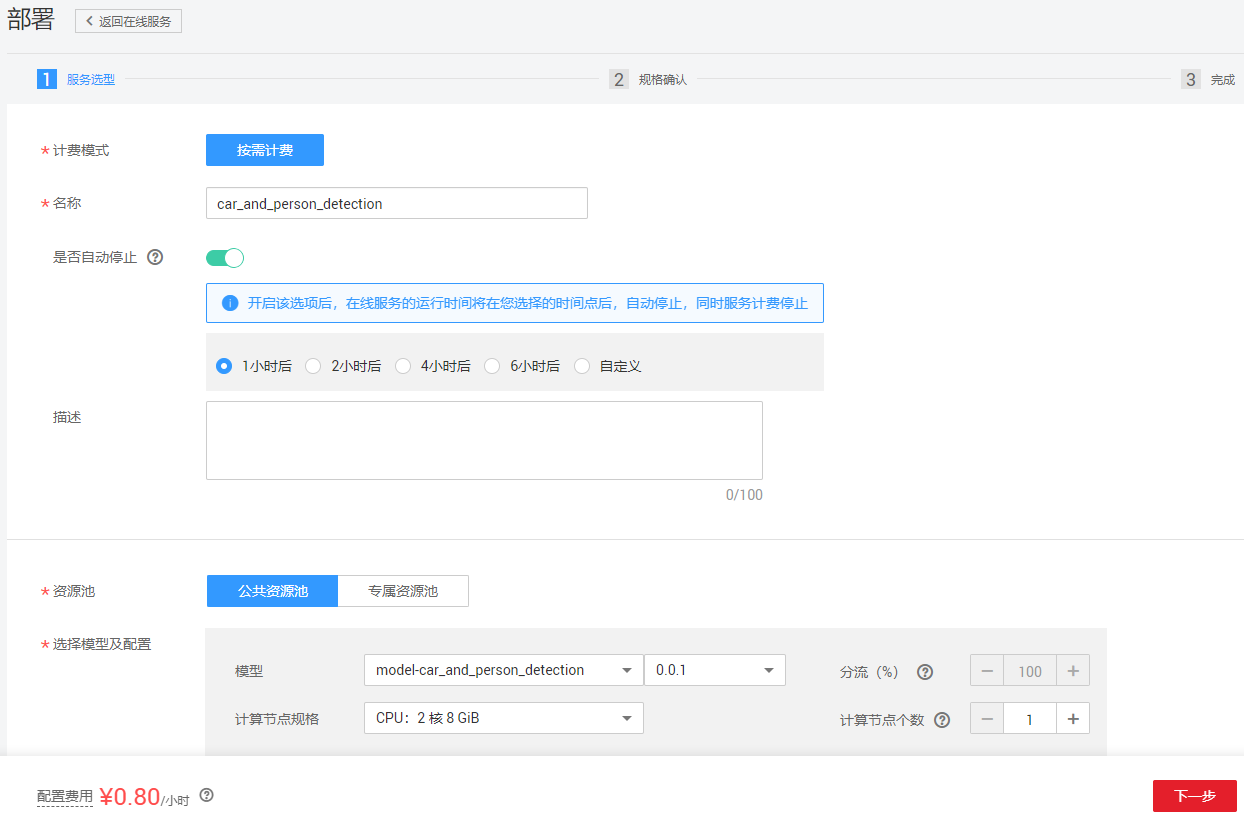 部署
返回在线服务
1 服务选型 2 规格确认 3 完成
* 计费模式 按需计费
* 名称 car_and_person_detection
是否自动停止 ?
开启该选项后，在线服务的运行时间将在您选择的时间点后，自动停止，同时服务计费停止
1小时后 2小时后 4小时后 6小时后 自定义
描述
0/100
* 资源池 公共资源池 专属资源池
* 选择模型及配置
模型 model-car_and_person_detection 0.0.1 分流（%） ? − 100 +
计算节点规格 CPU：2 核 8 GiB 计算节点个数 ? − 1 +
配置费用 ¥0.80/小时 ? 下一步